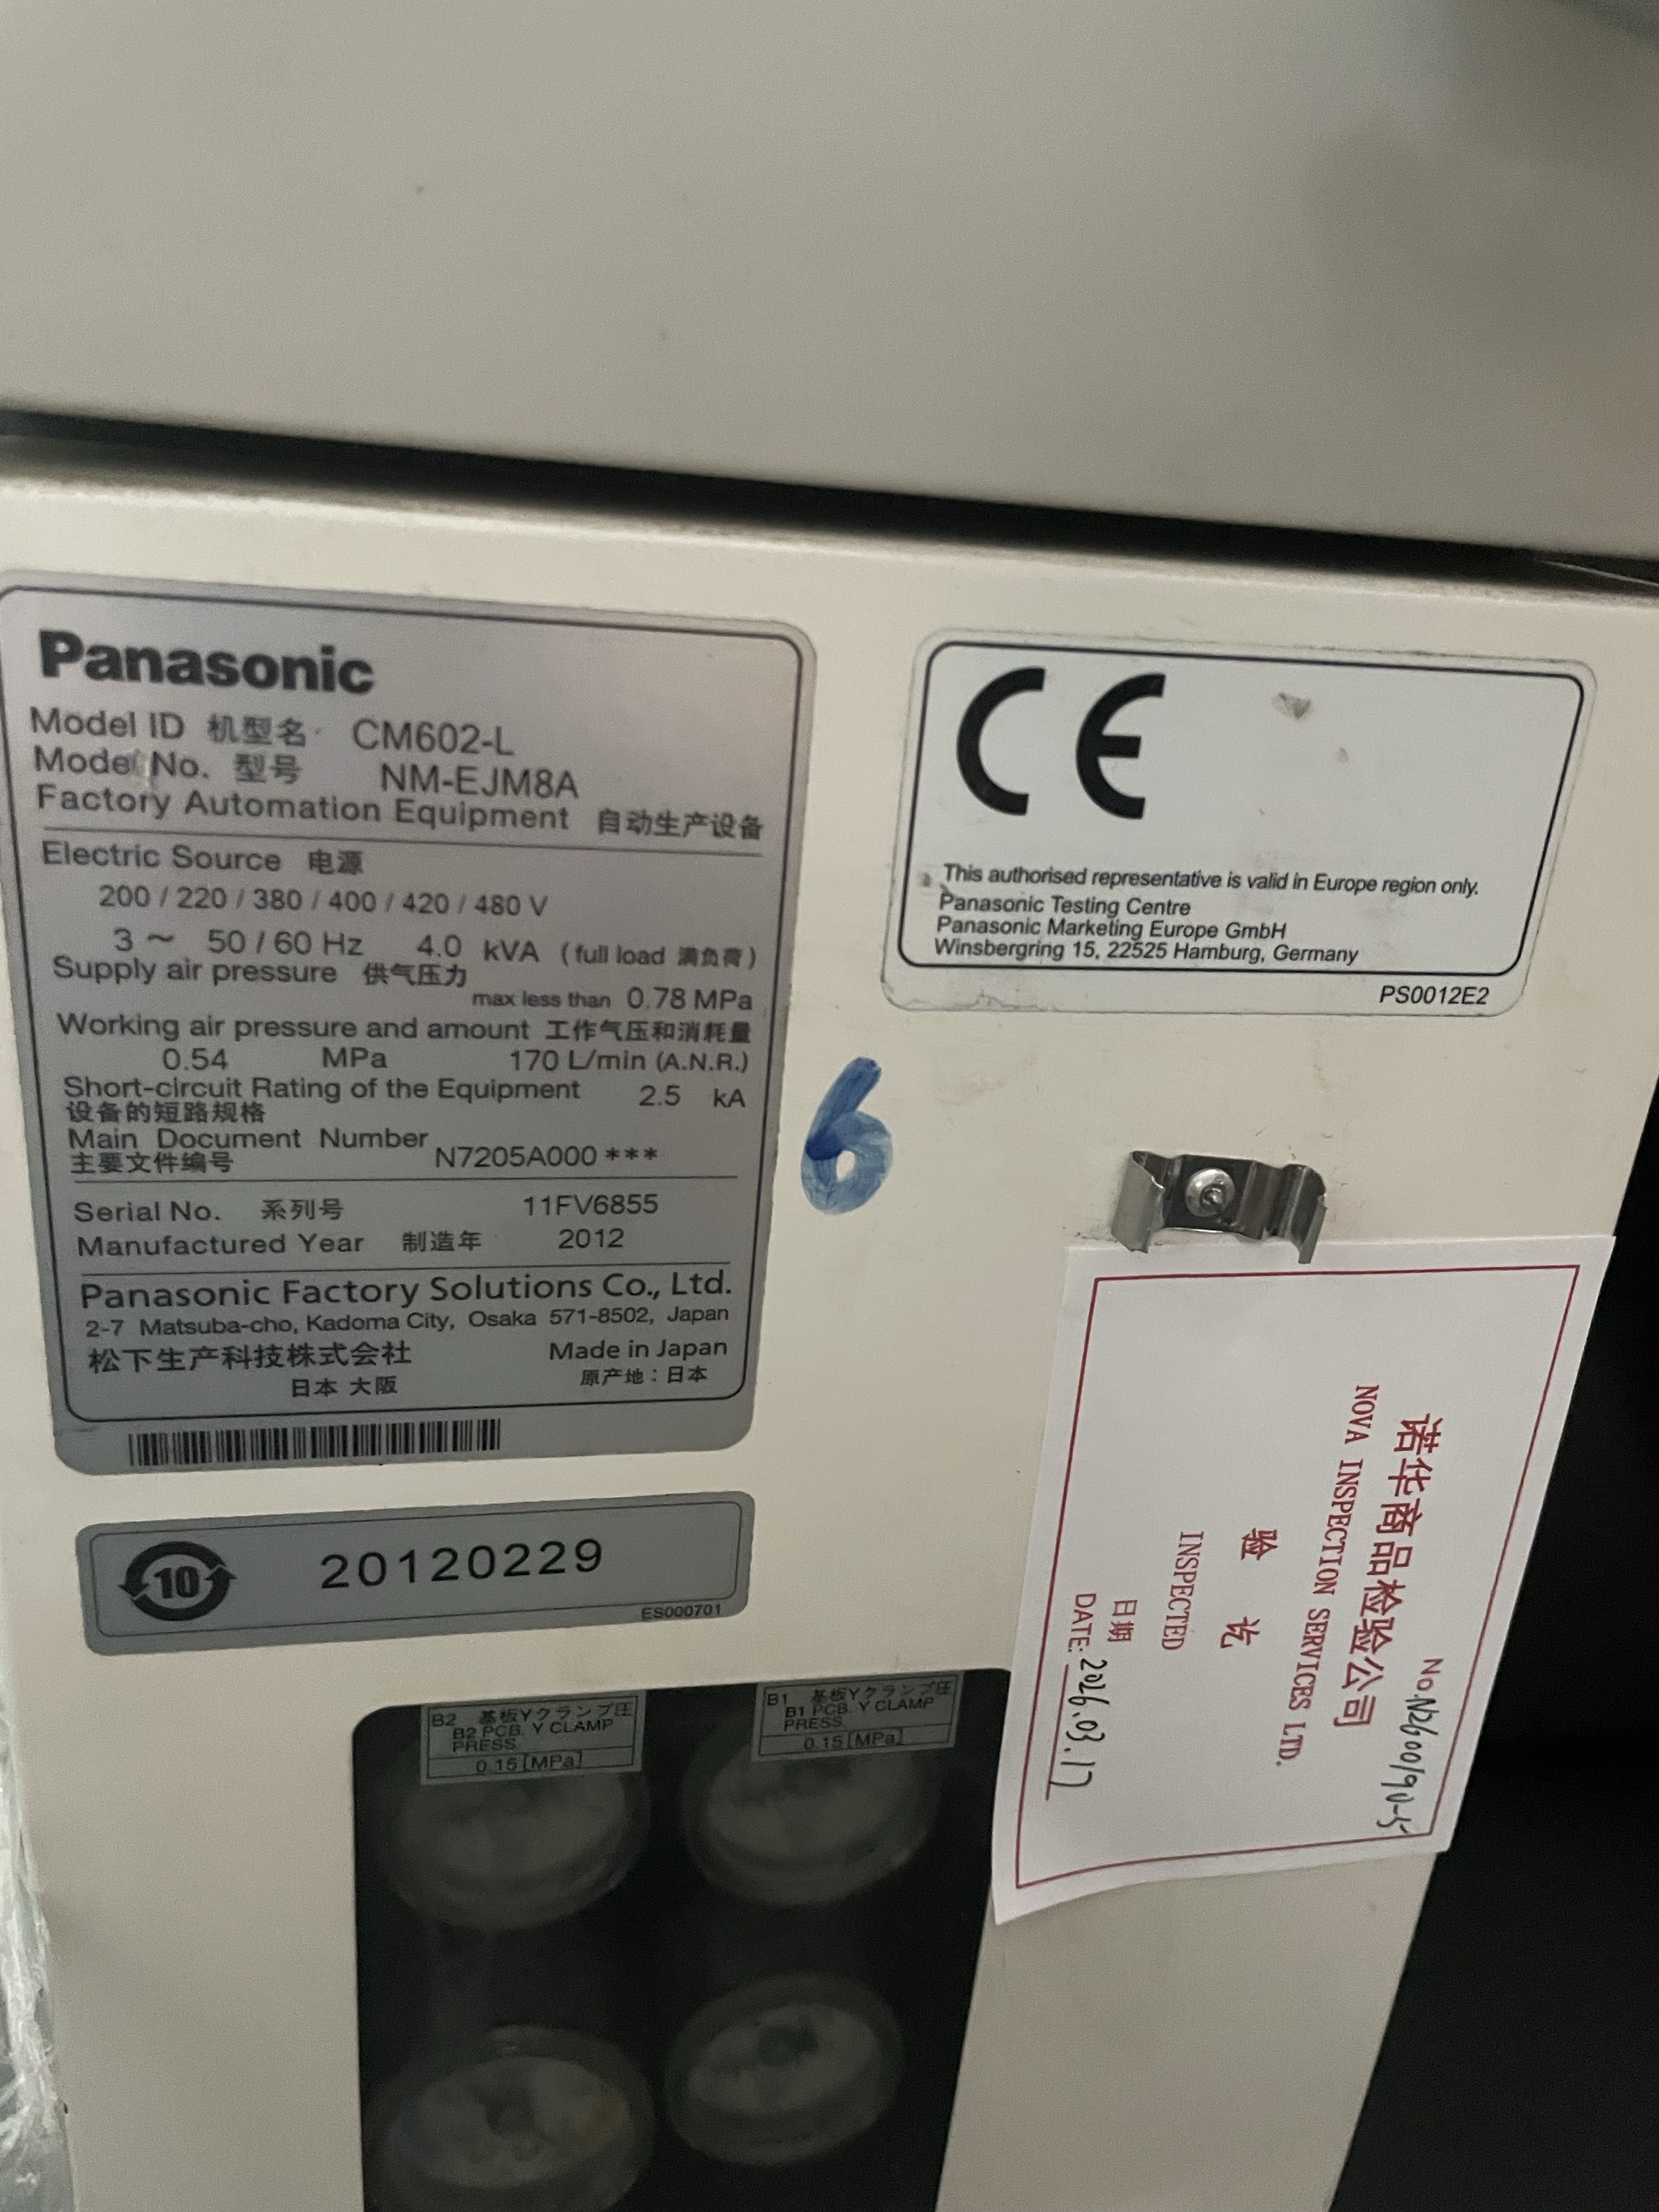 Panasonic
Model ID 机型名 CM602-L
Model No. 型号 NM-EJM8A
Factory Automation Equipment 自动生产设备
Electric Source 电源
200 / 220 / 380 / 400 / 420 / 480 V
3 ～ 50 / 60 Hz 4.0 kVA (full load 满负荷)
Supply air pressure 供气压力
max less than 0.78 MPa
Working air pressure and amount 工作气压和消耗量
0.54 MPa 170 L/min (A.N.R.)
Short-circuit Rating of the Equipment 2.5 kA
设备的短路规格
Main Document Number
主要文件编号 N7205A000 ***
Serial No. 系列号 11FV6855
Manufactured Year 制造年 2012
Panasonic Factory Solutions Co., Ltd.
2-7 Matsuba-cho, Kadoma City, Osaka 571-8502, Japan
松下生产科技株式会社 Made in Japan
日本 大阪 原产地：日本
10 20120229
ES000701
CE
This authorised representative is valid in Europe region only.
Panasonic Testing Centre
Panasonic Marketing Europe GmbH
Winsbergring 15, 22525 Hamburg, Germany
PS0012E2
6
No.
诺华商品检验公司
NOVA INSPECTION SERVICES LTD.
验 讫
INSPECTED
日期
DATE: 2026.03.17
B2 基板Yクランプ圧
B2 PCB. Y CLAMP
PRESS.
0.15 [MPa]
B1 基板Yクランプ圧
B1 PCB. Y CLAMP
PRESS.
0.15 [MPa]